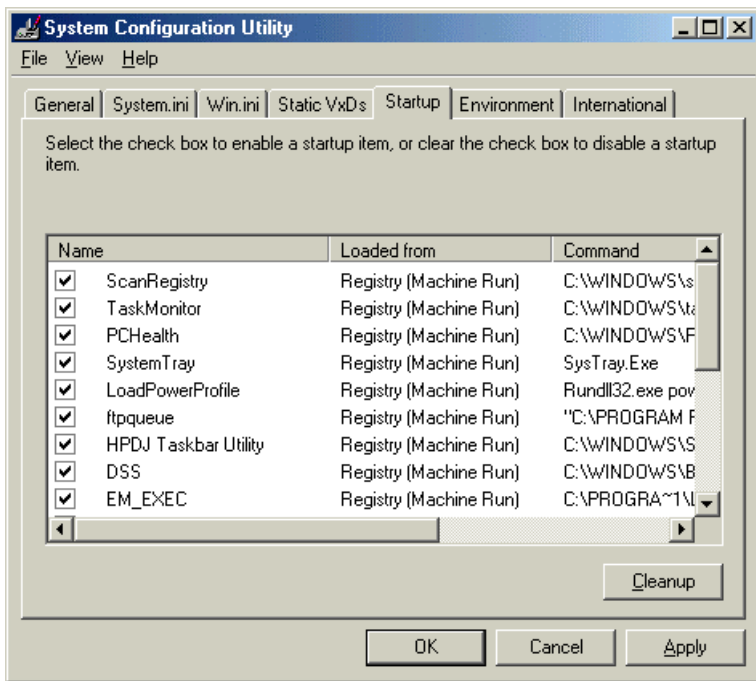 System Configuration Utility
File View Help
General System.ini Win.ini Static VxDs Startup Environment International
Select the check box to enable a startup item, or clear the check box to disable a startup
item.
Name Loaded from Command
ScanRegistry Registry (Machine Run) C:\WINDOWS\s
TaskMonitor Registry (Machine Run) C:\WINDOWS\ta
PCHealth Registry (Machine Run) C:\WINDOWS\F
SystemTray Registry (Machine Run) SysTray.Exe
LoadPowerProfile Registry (Machine Run) Rundll32.exe pow
ftpqueue Registry (Machine Run) "C:\PROGRAM F
HPDJ Taskbar Utility Registry (Machine Run) C:\WINDOWS\S
DSS Registry (Machine Run) C:\WINDOWS\B
EM_EXEC Registry (Machine Run) C:\PROGRA~1\L
Cleanup
OK Cancel Apply